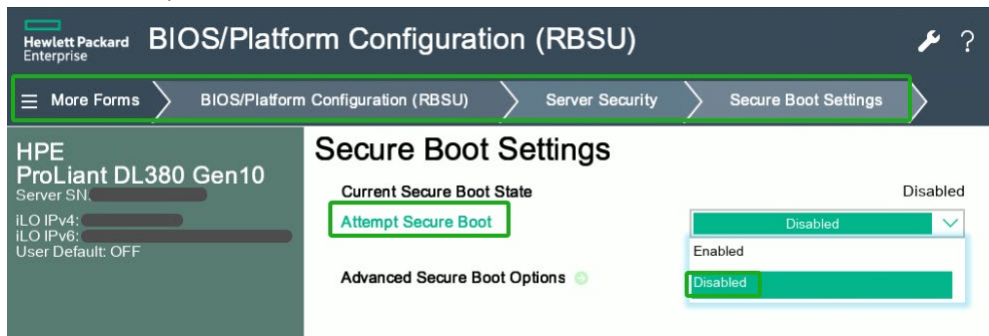 Hewlett Packard
Enterprise
BIOS/Platform Configuration (RBSU)
?
More Forms
BIOS/Platform Configuration (RBSU)
Server Security
Secure Boot Settings
HPE
ProLiant DL380 Gen10
Server SN:
iLO IPv4:
iLO IPv6:
User Default: OFF
Secure Boot Settings
Current Secure Boot State Disabled
Attempt Secure Boot Disabled
Enabled
Disabled
Advanced Secure Boot Options